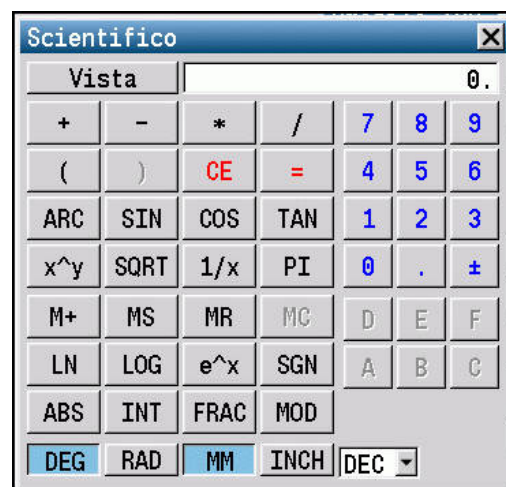 Scientifico
Vista 0.
+ - * / 7 8 9
( ) CE = 4 5 6
ARC SIN COS TAN 1 2 3
x^y SQRT 1/x PI 0 . ±
M+ MS MR MC D E F
LN LOG e^x SGN A B C
ABS INT FRAC MOD
DEG RAD MM INCH DEC